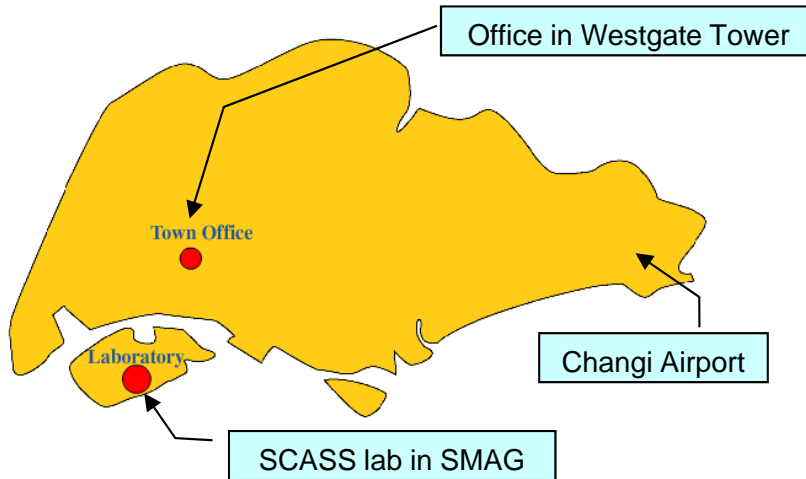 Office in Westgate Tower
Town Office
Laboratory
Changi Airport
SCASS lab in SMAG